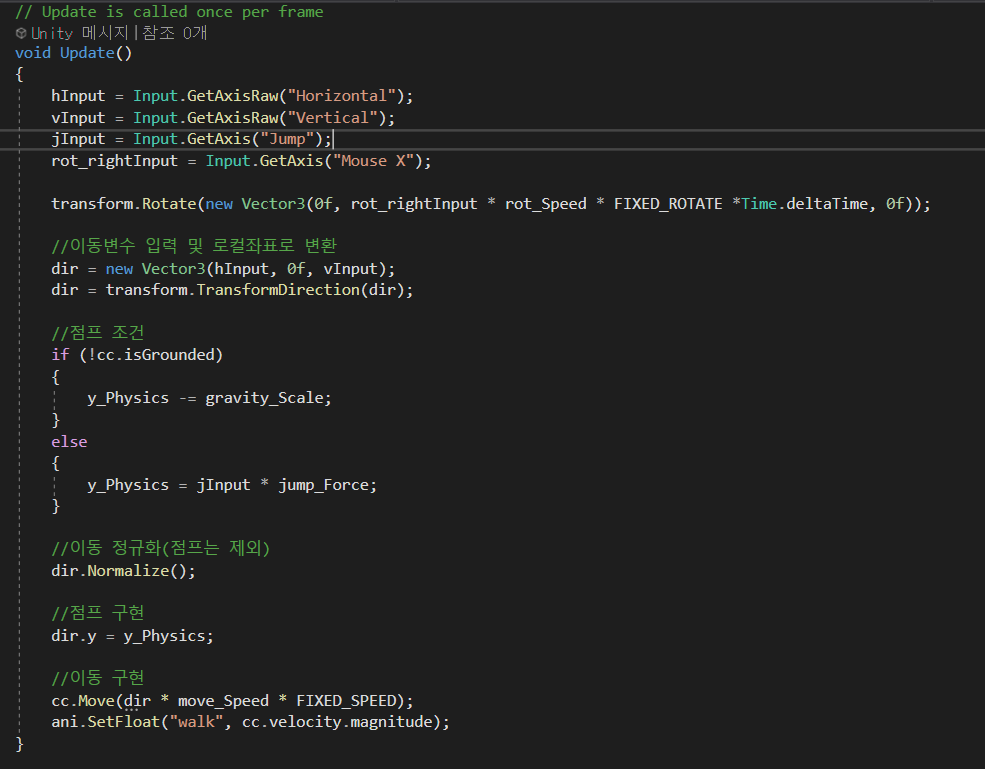 // Update is called once per frame
Unity 메시지 | 참조 0개
void Update()
{
hInput = Input.GetAxisRaw("Horizontal");
vInput = Input.GetAxisRaw("Vertical");
jInput = Input.GetAxis("Jump");
rot_rightInput = Input.GetAxis("Mouse X");
transform.Rotate(new Vector3(0f, rot_rightInput * rot_Speed * FIXED_ROTATE *Time.deltaTime, 0f));
//이동변수 입력 및 로컬좌표로 변환
dir = new Vector3(hInput, 0f, vInput);
dir = transform.TransformDirection(dir);
//점프 조건
if (!cc.isGrounded)
{
y_Physics -= gravity_Scale;
}
else
{
y_Physics = jInput * jump_Force;
}
//이동 정규화(점프는 제외)
dir.Normalize();
//점프 구현
dir.y = y_Physics;
//이동 구현
cc.Move(dir * move_Speed * FIXED_SPEED);
ani.SetFloat("walk", cc.velocity.magnitude);
}